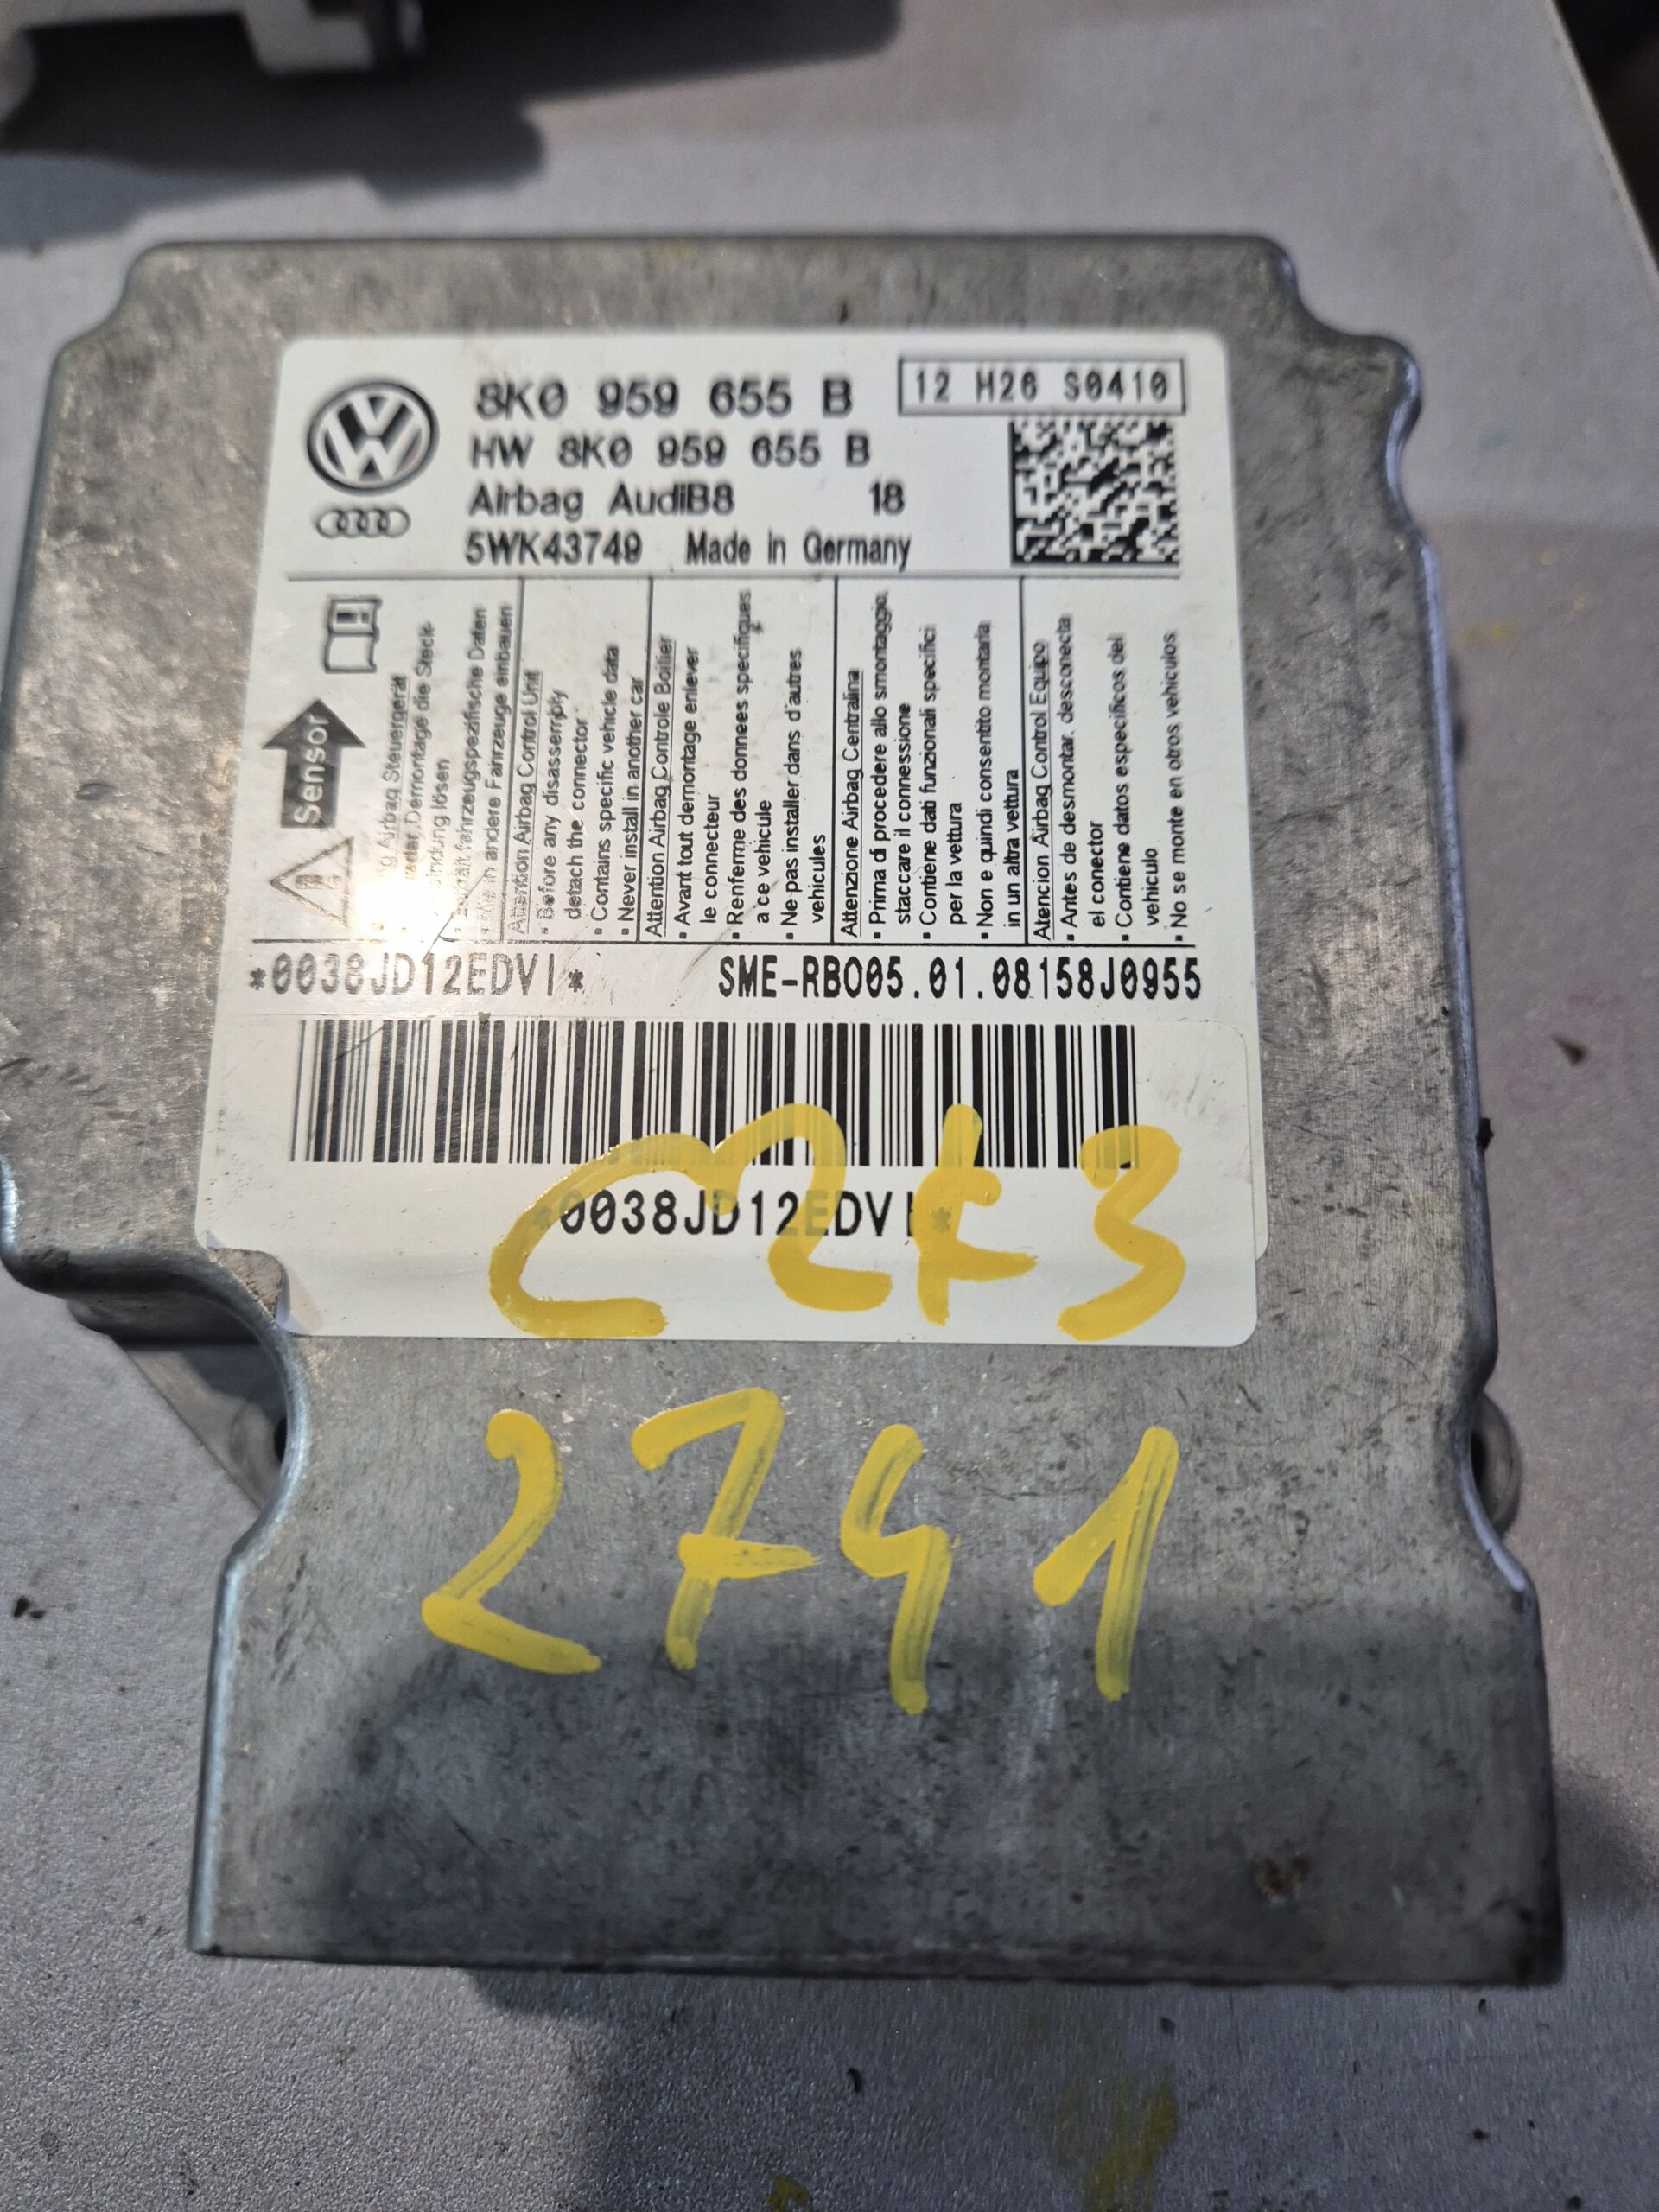 8K0 959 655 B
12 H26 S0410
HW 8K0 959 655 B
Airbag AudiB8 18
5WK43749 Made in Germany
Sensor
Airbag Steuergerät
Demontage die Steck-
lösen
fahrzeugspezifische Daten
in andere Fahrzeuge einbauen
Attention Airbag Control Unit
• Before any disassemply
detach the connector
• Contains specific vehicle data
• Never install in another car
Attention Airbag Controle Boitier
• Avant tout demontage enlever
le connecteur
• Renferme des donnees specifiques
a ce vehicule
• Ne pas installer dans d'autres
vehicules
Attenzione Airbag Centralina
• Prima di procedere allo smontaggio,
staccare il connessione
• Contiene dati funzionali specifici
per la vettura
• Non e quindi consentito montaria
in un altra vettura
Atencion Airbag Control Equipo
• Antes de desmontar, desconecta
el conector
• Contiene datos especificos del
vehiculo
• No se monte en otros vehiculos
*0038JD12EDVI*
SME-RBO05.01.08158J0955
*0038JD12EDVI*
2741